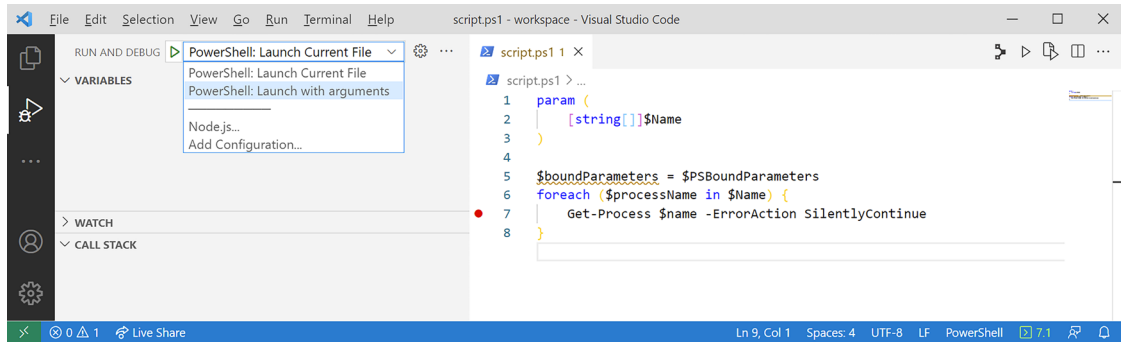 File Edit Selection View Go Run Terminal Help script.ps1 - workspace - Visual Studio Code
RUN AND DEBUG PowerShell: Launch Current File
PowerShell: Launch Current File
PowerShell: Launch with arguments
Node.js...
Add Configuration...
VARIABLES
WATCH
CALL STACK
script.ps1 1
script.ps1 > ...
1 param (
2 [string[]]$Name
3 )
4
5 $boundParameters = $PSBoundParameters
6 foreach ($processName in $Name) {
7 Get-Process $name -ErrorAction SilentlyContinue
8 }
0 1 Live Share Ln 9, Col 1 Spaces: 4 UTF-8 LF PowerShell 7.1